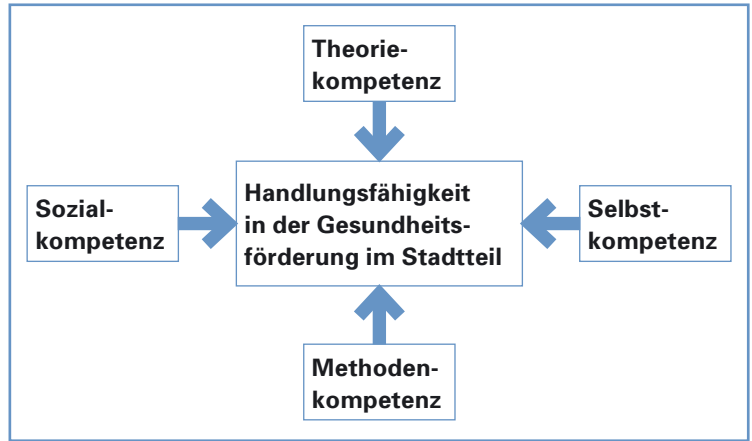 Theorie-
kompetenz
Sozial-
kompetenz
Handlungsfähigkeit
in der Gesundheits-
förderung im Stadtteil
Selbst-
kompetenz
Methoden-
kompetenz